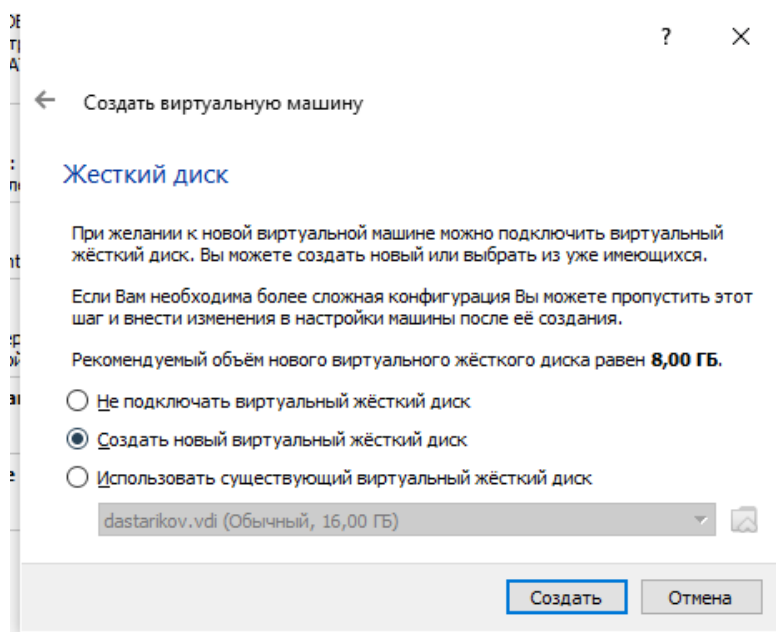 ?
Создать виртуальную машину
Жесткий диск
При желании к новой виртуальной машине можно подключить виртуальный
жёсткий диск. Вы можете создать новый или выбрать из уже имеющихся.
Если Вам необходима более сложная конфигурация Вы можете пропустить этот
шаг и внести изменения в настройки машины после её создания.
Рекомендуемый объём нового виртуального жёсткого диска равен 8,00 ГБ.
Не подключать виртуальный жёсткий диск
Создать новый виртуальный жёсткий диск
Использовать существующий виртуальный жёсткий диск
dastarikov.vdi (Обычный, 16,00 ГБ)
Создать
Отмена